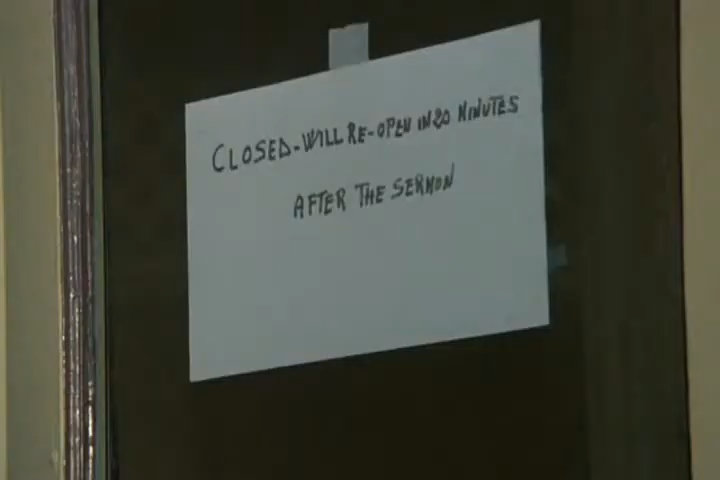 CLOSED-WILL RE-OPEN IN 20 MINUTES
AFTER THE SERMON